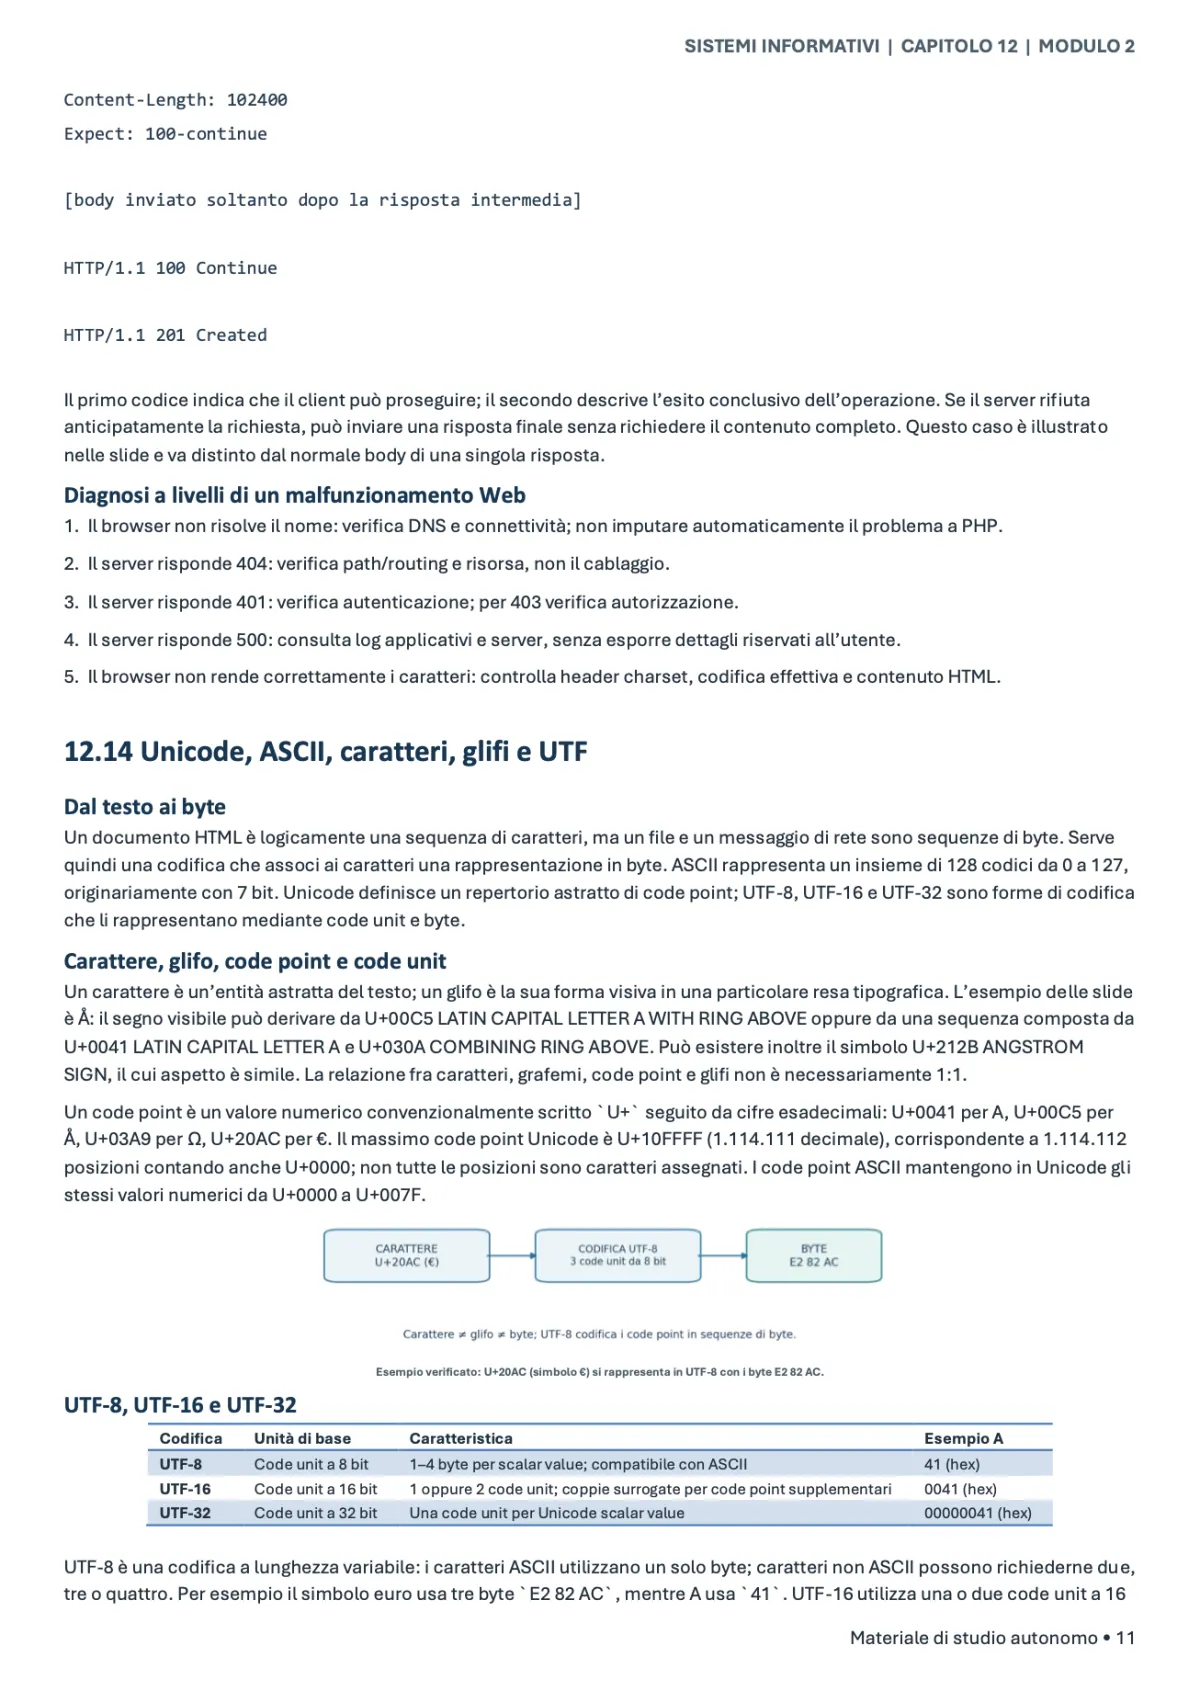 SISTEMI INFORMATIVI | CAPITOLO 12 | MODULO 2
Content-Length: 102400
Expect: 100-continue
[body inviato soltanto dopo la risposta intermedia]
HTTP/1.1 100 Continue
HTTP/1.1 201 Created
Il primo codice indica che il client può proseguire; il secondo descrive l’esito conclusivo dell’operazione. Se il server rifiuta
anticipatamente la richiesta, può inviare una risposta finale senza richiedere il contenuto completo. Questo caso è illustrato
nelle slide e va distinto dal normale body di una singola risposta.
Diagnosi a livelli di un malfunzionamento Web
1. Il browser non risolve il nome: verifica DNS e connettività; non imputare automaticamente il problema a PHP.
2. Il server risponde 404: verifica path/routing e risorsa, non il cablaggio.
3. Il server risponde 401: verifica autenticazione; per 403 verifica autorizzazione.
4. Il server risponde 500: consulta log applicativi e server, senza esporre dettagli riservati all’utente.
5. Il browser non rende correttamente i caratteri: controlla header charset, codifica effettiva e contenuto HTML.
12.14 Unicode, ASCII, caratteri, glifi e UTF
Dal testo ai byte
Un documento HTML è logicamente una sequenza di caratteri, ma un file e un messaggio di rete sono sequenze di byte. Serve
quindi una codifica che associ ai caratteri una rappresentazione in byte. ASCII rappresenta un insieme di 128 codici da 0 a 127,
originariamente con 7 bit. Unicode definisce un repertorio astratto di code point; UTF-8, UTF-16 e UTF-32 sono forme di codifica
che li rappresentano mediante code unit e byte.
Carattere, glifo, code point e code unit
Un carattere è un’entità astratta del testo; un glifo è la sua forma visiva in una particolare resa tipografica. L’esempio delle slide
è Å: il segno visibile può derivare da U+00C5 LATIN CAPITAL LETTER A WITH RING ABOVE oppure da una sequenza composta da
U+0041 LATIN CAPITAL LETTER A e U+030A COMBINING RING ABOVE. Può esistere inoltre il simbolo U+212B ANGSTROM
SIGN, il cui aspetto è simile. La relazione fra caratteri, grafemi, code point e glifi non è necessariamente 1:1.
Un code point è un valore numerico convenzionalmente scritto `U+` seguito da cifre esadecimali: U+0041 per A, U+00C5 per
Å, U+03A9 per Ω, U+20AC per €. Il massimo code point Unicode è U+10FFFF (1.114.111 decimale), corrispondente a 1.114.112
posizioni contando anche U+0000; non tutte le posizioni sono caratteri assegnati. I code point ASCII mantengono in Unicode gli
stessi valori numerici da U+0000 a U+007F.
CARATTERE
U+20AC (€)
CODIFICA UTF-8
3 code unit da 8 bit
BYTE
E2 82 AC
Carattere ≠ glifo ≠ byte; UTF-8 codifica i code point in sequenze di byte.
Esempio verificato: U+20AC (simbolo €) si rappresenta in UTF-8 con i byte E2 82 AC.
UTF-8, UTF-16 e UTF-32
Codifica Unità di base Caratteristica Esempio A
UTF-8 Code unit a 8 bit 1–4 byte per scalar value; compatibile con ASCII 41 (hex)
UTF-16 Code unit a 16 bit 1 oppure 2 code unit; coppie surrogate per code point supplementari 0041 (hex)
UTF-32 Code unit a 32 bit Una code unit per Unicode scalar value 00000041 (hex)
UTF-8 è una codifica a lunghezza variabile: i caratteri ASCII utilizzano un solo byte; caratteri non ASCII possono richiederne due,
tre o quattro. Per esempio il simbolo euro usa tre byte `E2 82 AC`, mentre A usa `41`. UTF-16 utilizza una o due code unit a 16
Materiale di studio autonomo • 11